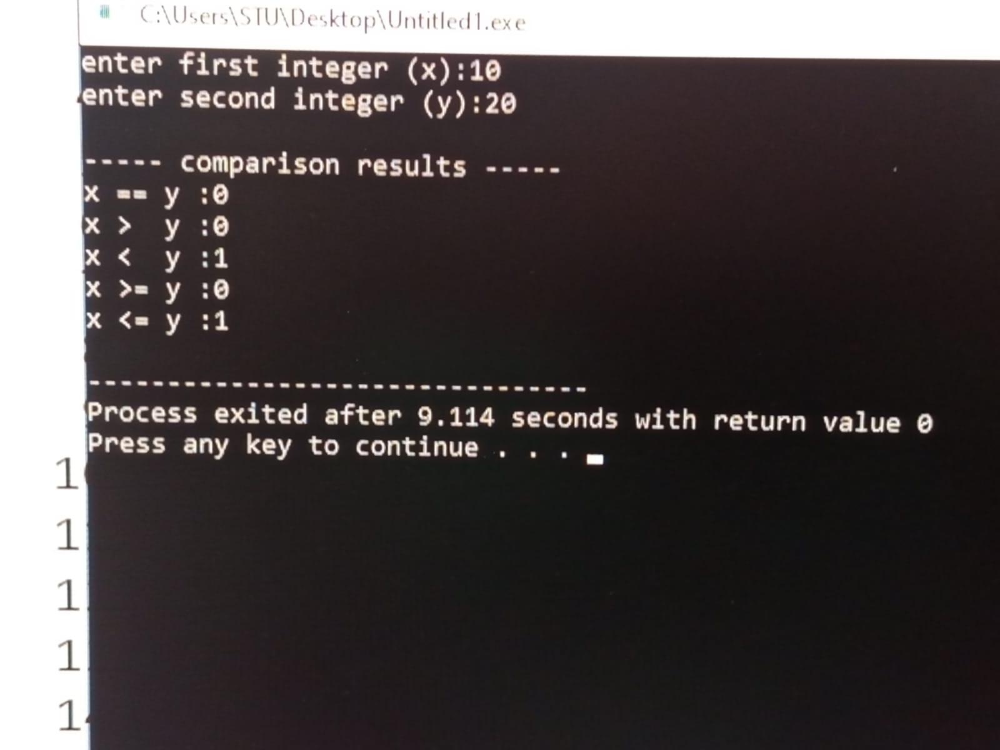 C:\Users\STU\Desktop\Untitled1.exe
enter first integer (x):10
enter second integer (y):20
----- comparison results -----
x == y :0
x >  y :0
x <  y :1
x >= y :0
x <= y :1
--------------------------------
Process exited after 9.114 seconds with return value 0
Press any key to continue . . .
1
1
1
1
1